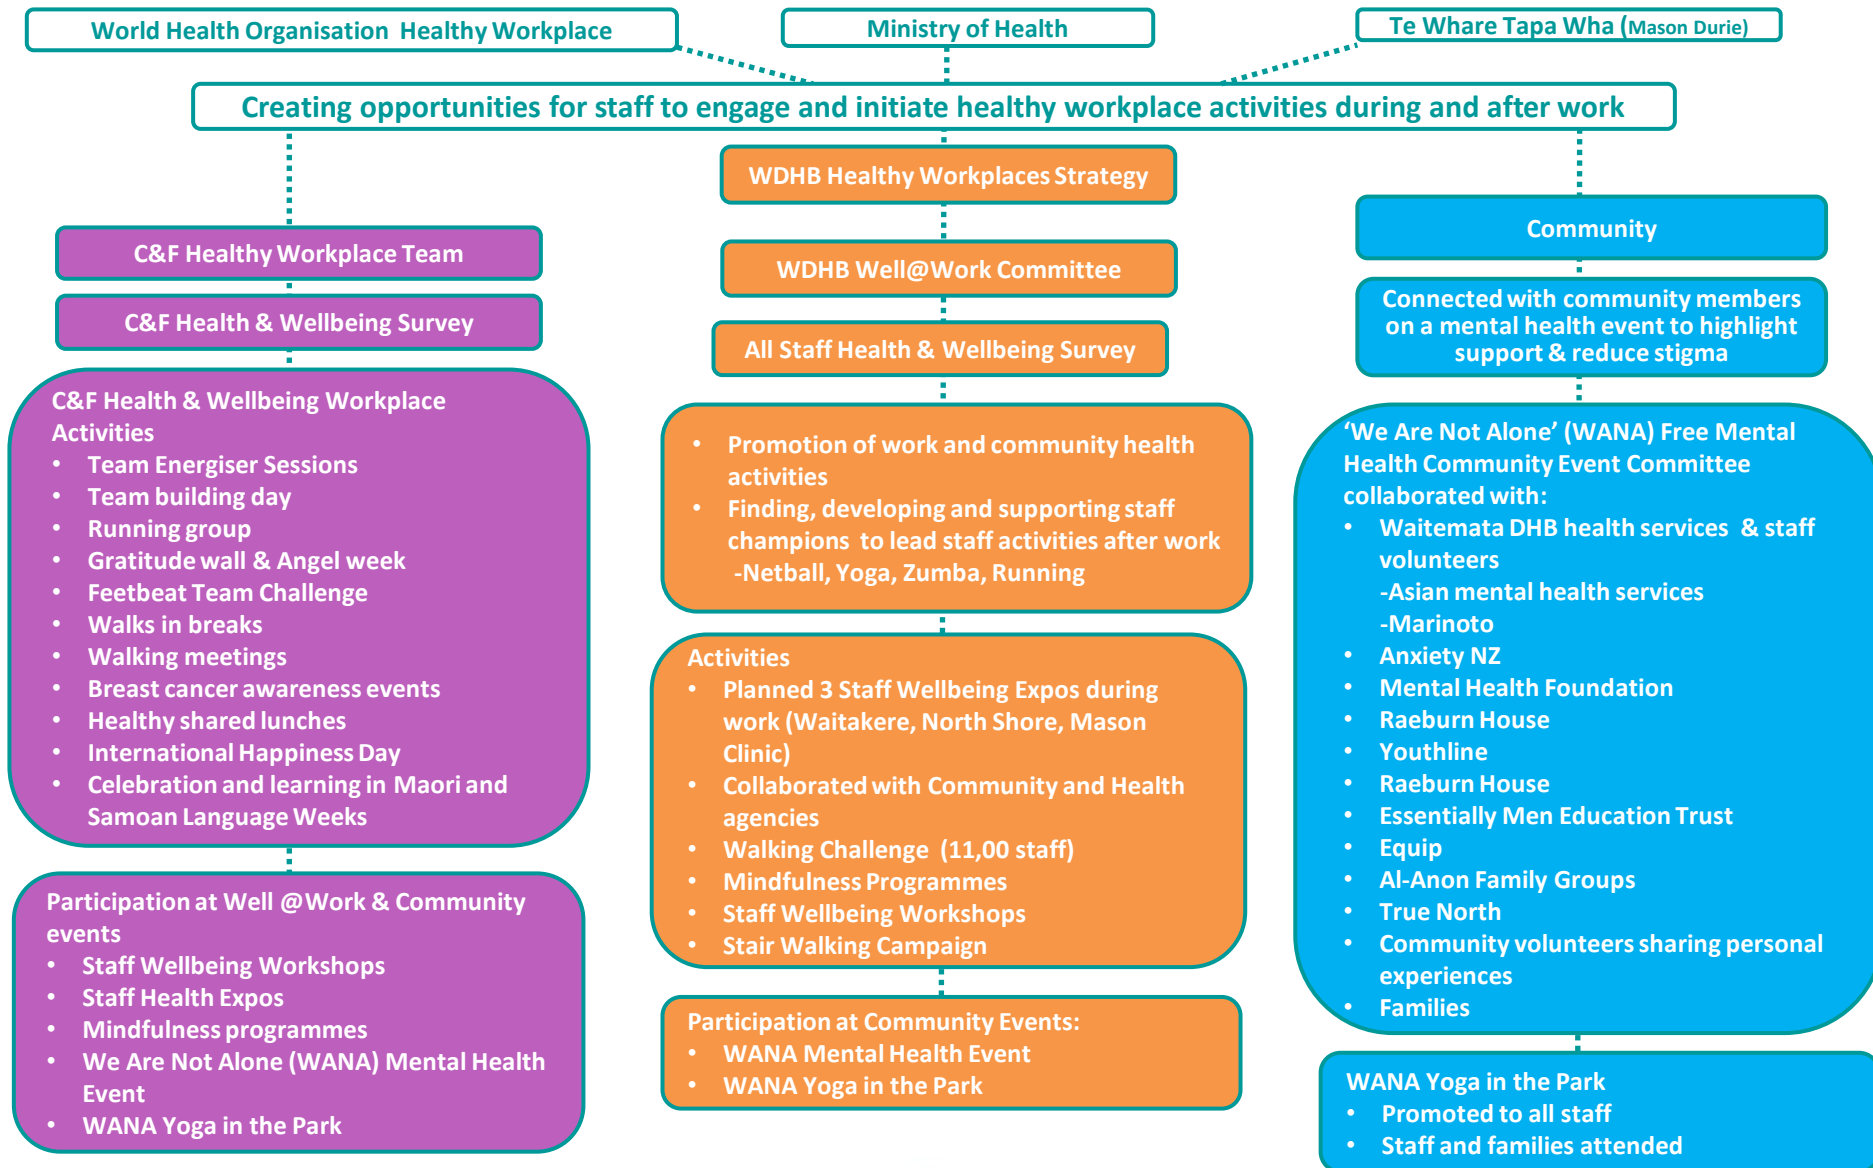 World Health Organisation Healthy Workplace
Ministry of Health
Te Whare Tapa Wha (Mason Durie)
Creating opportunities for staff to engage and initiate healthy workplace activities during and after work
C&F Healthy Workplace Team
C&F Health & Wellbeing Survey
C&F Health & Wellbeing Workplace
Activities
• Team Energiser Sessions
• Team building day
• Running group
• Gratitude wall & Angel week
• Feetbeat Team Challenge
• Walks in breaks
• Walking meetings
• Breast cancer awareness events
• Healthy shared lunches
• International Happiness Day
• Celebration and learning in Maori and
Samoan Language Weeks
Participation at Well @Work & Community
events
• Staff Wellbeing Workshops
• Staff Health Expos
• Mindfulness programmes
• We Are Not Alone (WANA) Mental Health
Event
• WANA Yoga in the Park
WDHB Healthy Workplaces Strategy
WDHB Well@Work Committee
All Staff Health & Wellbeing Survey
• Promotion of work and community health
activities
• Finding, developing and supporting staff
champions to lead staff activities after work
-Netball, Yoga, Zumba, Running
Activities
• Planned 3 Staff Wellbeing Expos during
work (Waitakere, North Shore, Mason
Clinic)
• Collaborated with Community and Health
agencies
• Walking Challenge (11,00 staff)
• Mindfulness Programmes
• Staff Wellbeing Workshops
• Stair Walking Campaign
Participation at Community Events:
• WANA Mental Health Event
• WANA Yoga in the Park
Community
Connected with community members
on a mental health event to highlight
support & reduce stigma
‘We Are Not Alone’ (WANA) Free Mental
Health Community Event Committee
collaborated with:
• Waitemata DHB health services & staff
volunteers
-Asian mental health services
-Marinoto
• Anxiety NZ
• Mental Health Foundation
• Raeburn House
• Youthline
• Raeburn House
• Essentially Men Education Trust
• Equip
• Al-Anon Family Groups
• True North
• Community volunteers sharing personal
experiences
• Families
WANA Yoga in the Park
• Promoted to all staff
• Staff and families attended